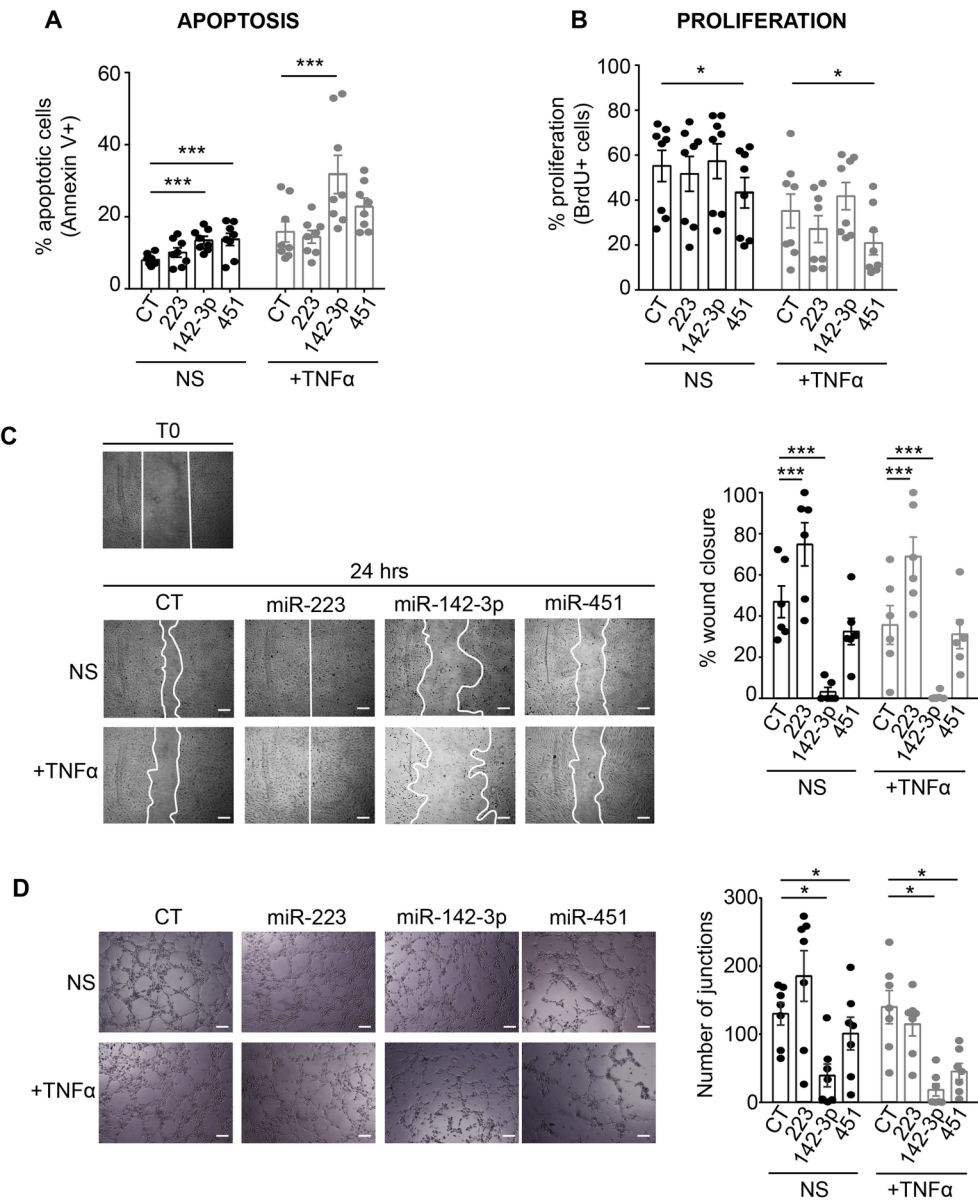 A APOPTOSIS
% apoptotic cells
(Annexin V+)
60
40
20
0
***
***
***
CT 223 142-3p 451 CT 223 142-3p 451
NS +TNFα
B PROLIFERATION
% proliferation
(BrdU+ cells)
100
80
60
40
20
0
* *
CT 223 142-3p 451 CT 223 142-3p 451
NS +TNFα
C
T0
24 hrs
CT miR-223 miR-142-3p miR-451
NS
+TNFα
% wound closure
100
80
60
40
20
0
*** ***
*** ***
CT 223 142-3p 451 CT 223 142-3p 451
NS +TNFα
D
CT miR-223 miR-142-3p miR-451
NS
+TNFα
Number of junctions
300
200
100
0
* *
* *
CT 223 142-3p 451 CT 223 142-3p 451
NS +TNFα